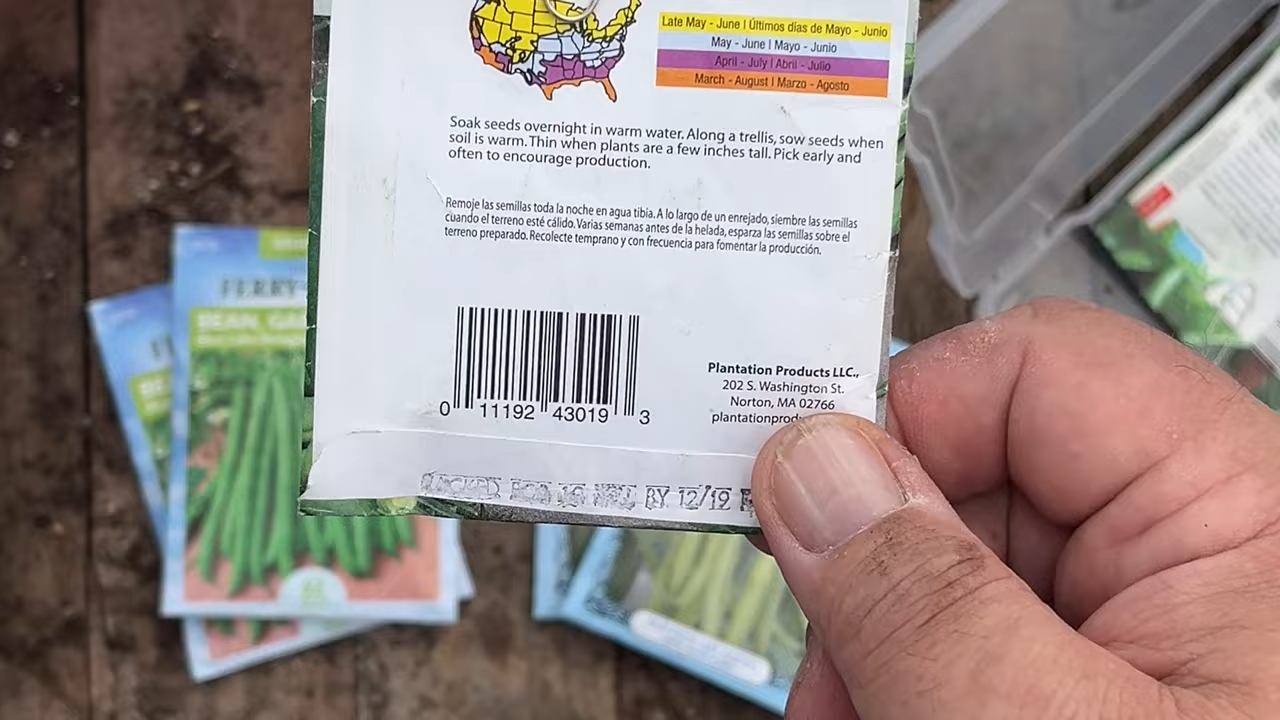 Late May - June | Últimos días de Mayo - Junio
May - June | Mayo - Junio
April - July | Abril - Julio
March - August | Marzo - Agosto
Soak seeds overnight in warm water. Along a trellis, sow seeds when
soil is warm. Thin when plants are a few inches tall. Pick early and
often to encourage production.
Remoje las semillas toda la noche en agua tibia. A lo largo de un enrejado, siembre las semillas
cuando el terreno esté cálido. Varias semanas antes de la helada, esparza las semillas sobre el
terreno preparado. Recolecte temprano y con frecuencia para fomentar la producción.
0 11192 43019 3
Plantation Products LLC.,
202 S. Washington St.
Norton, MA 02766
plantationprod
BY 12/19
FERRY
BEAN,